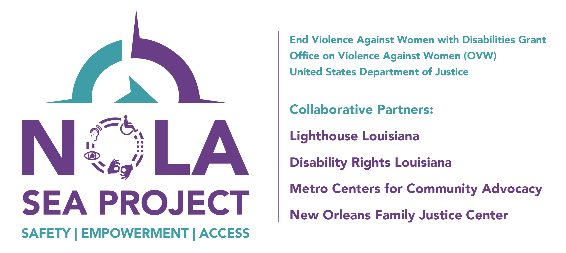 NOLA
SEA PROJECT
SAFETY | EMPOWERMENT | ACCESS
End Violence Against Women with Disabilities Grant
Office on Violence Against Women (OVW)
United States Department of Justice
Collaborative Partners:
Lighthouse Louisiana
Disability Rights Louisiana
Metro Centers for Community Advocacy
New Orleans Family Justice Center